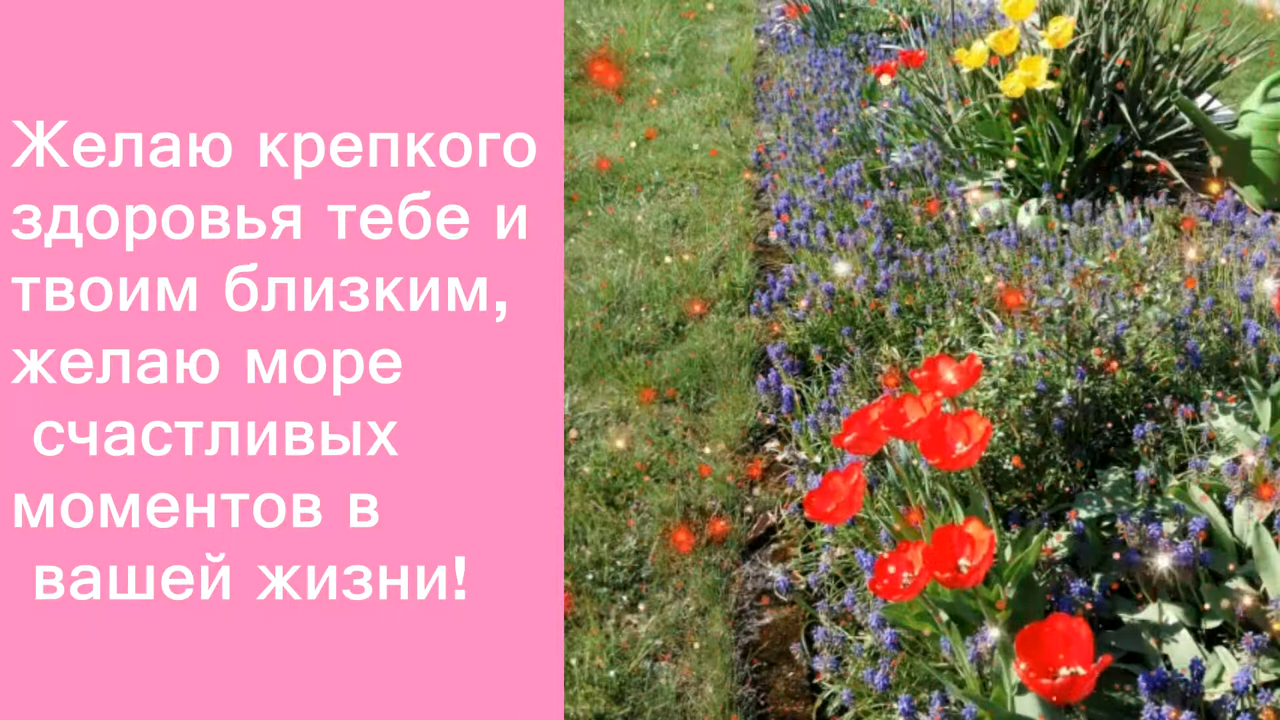 Желаю крепкого
здоровья тебе и
твоим близким,
желаю море
счастливых
моментов в
вашей жизни!